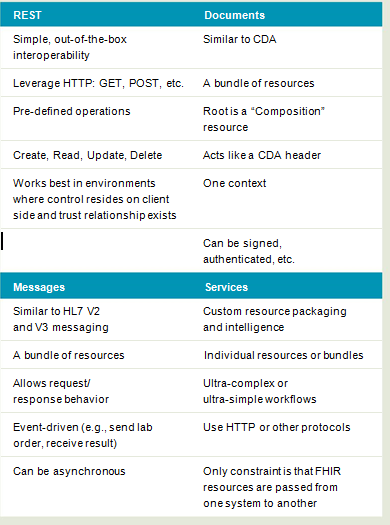 REST Documents
Simple, out-of-the-box Similar to CDA
interoperability
Leverage HTTP: GET, POST, etc. A bundle of resources
Pre-defined operations Root is a “Composition”
resource
Create, Read, Update, Delete Acts like a CDA header
Works best in environments One context
where control resides on client
side and trust relationship exists
Can be signed,
authenticated, etc.
Messages Services
Similar to HL7 V2 Custom resource packaging
and V3 messaging and intelligence
A bundle of resources Individual resources or bundles
Allows request/ Ultra-complex or
response behavior ultra-simple workflows
Event-driven (e.g., send lab Use HTTP or other protocols
order, receive result)
Can be asynchronous Only constraint is that FHIR
resources are passed from
one system to another